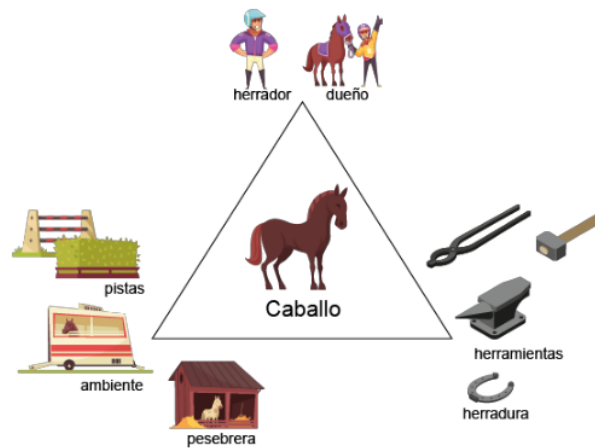 herrador
dueño
pistas
Caballo
herramientas
ambiente
herradura
pesebrera